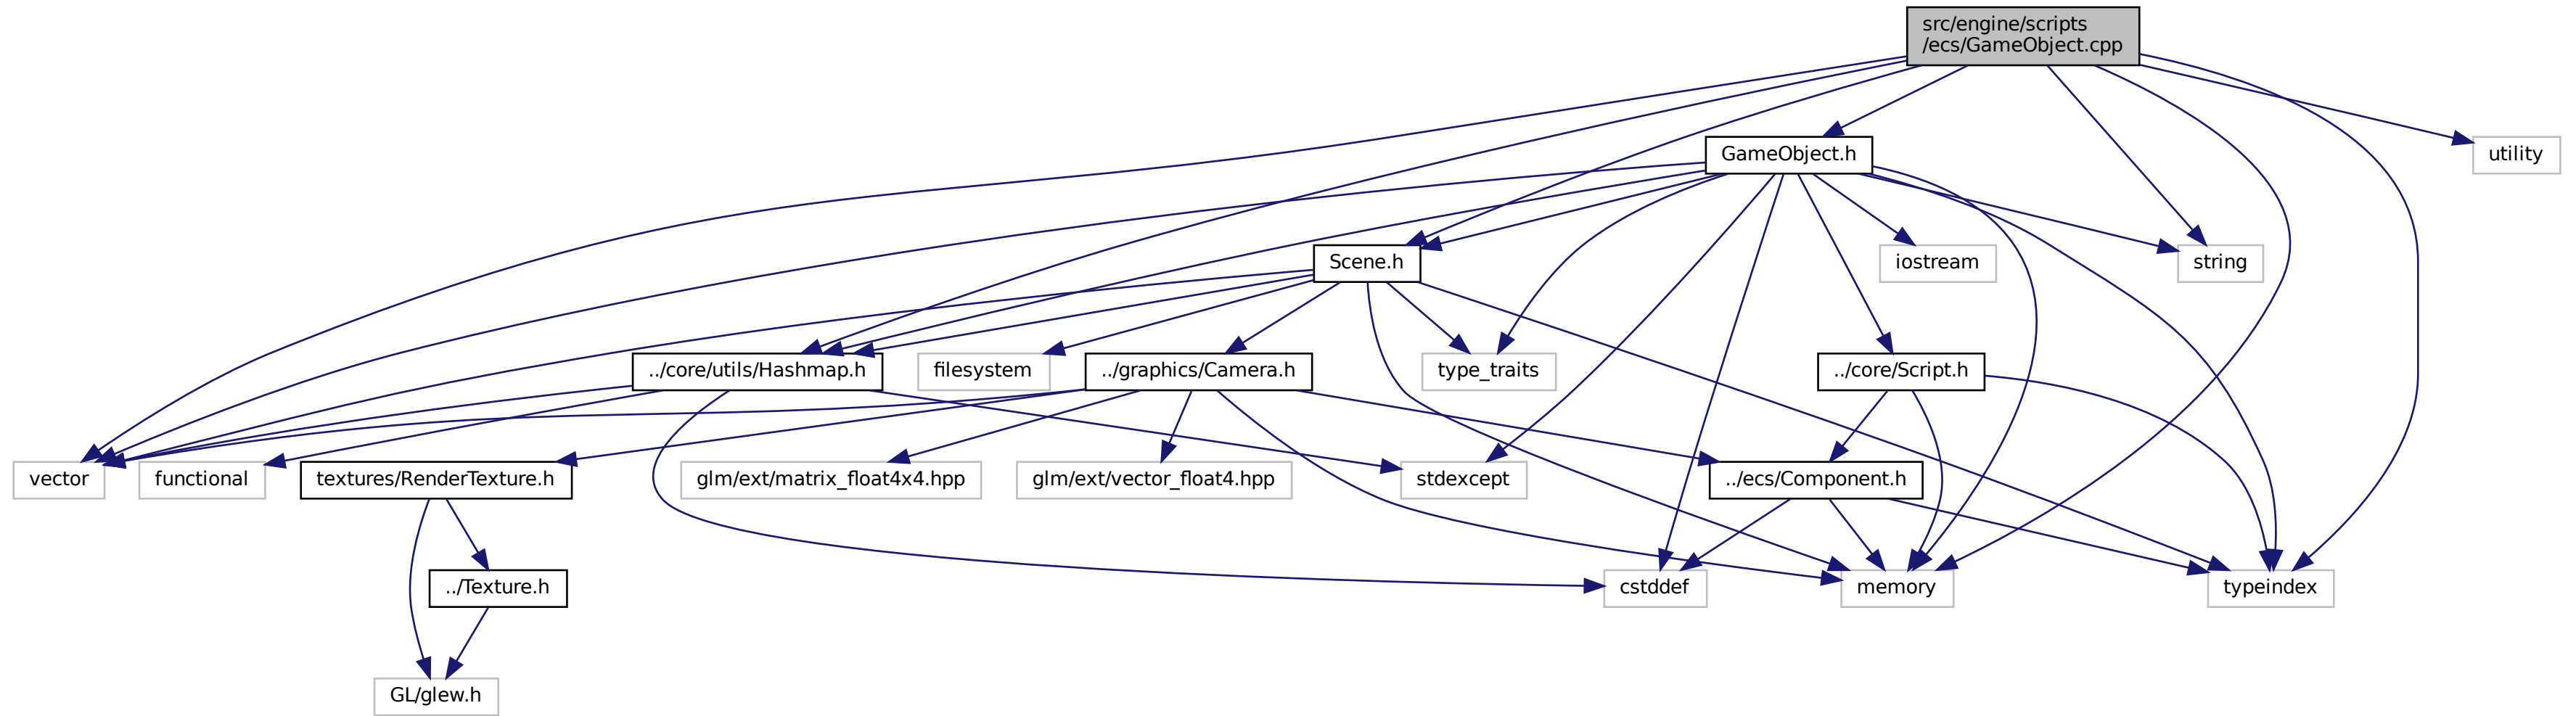 src/engine/scripts
/ecs/GameObject.cpp
GameObject.h
utility
Scene.h
iostream
string
../core/utils/Hashmap.h
filesystem
../graphics/Camera.h
type_traits
../core/Script.h
vector
functional
textures/RenderTexture.h
glm/ext/matrix_float4x4.hpp
glm/ext/vector_float4.hpp
stdexcept
../ecs/Component.h
../Texture.h
cstddef
memory
typeindex
GL/glew.h